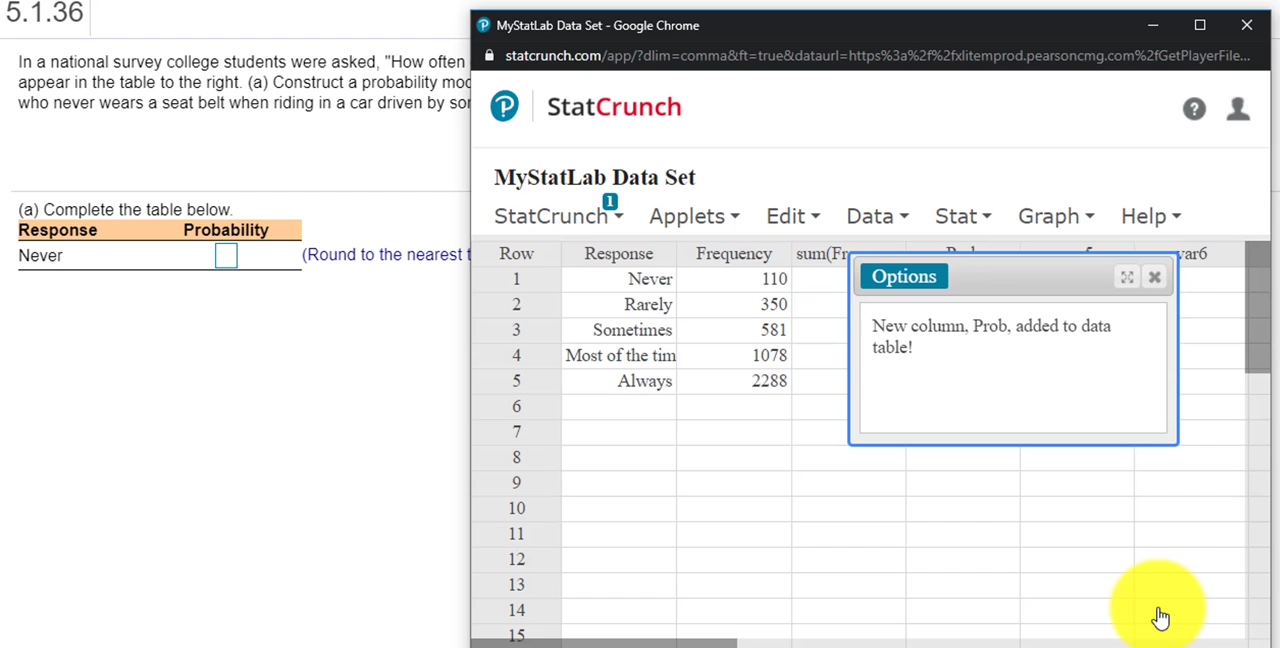 5.1.36
In a national survey college students were asked, "How often
appear in the table to the right. (a) Construct a probability
who never wears a seat belt when riding in a car driven by
(a) Complete the table below.
Response Probability
Never
(Round to the nearest
MyStatLab Data Set - Google Chrome
statcrunch.com/app/?dlim=comma&ft=true&dataurl=https%3a%2f%2fxlitemprod.pearsoncmg.com%2fGetPlayerFile...
P StatCrunch ?
MyStatLab Data Set
1
StatCrunch Applets Edit Data Stat Graph Help
Row Response Frequency sum(Fr var6
1 Never 110
2 Rarely 350
3 Sometimes 581
4 Most of the tim 1078
5 Always 2288
6
7
8
9
10
11
12
13
14
15
Options
New column, Prob, added to data
table!